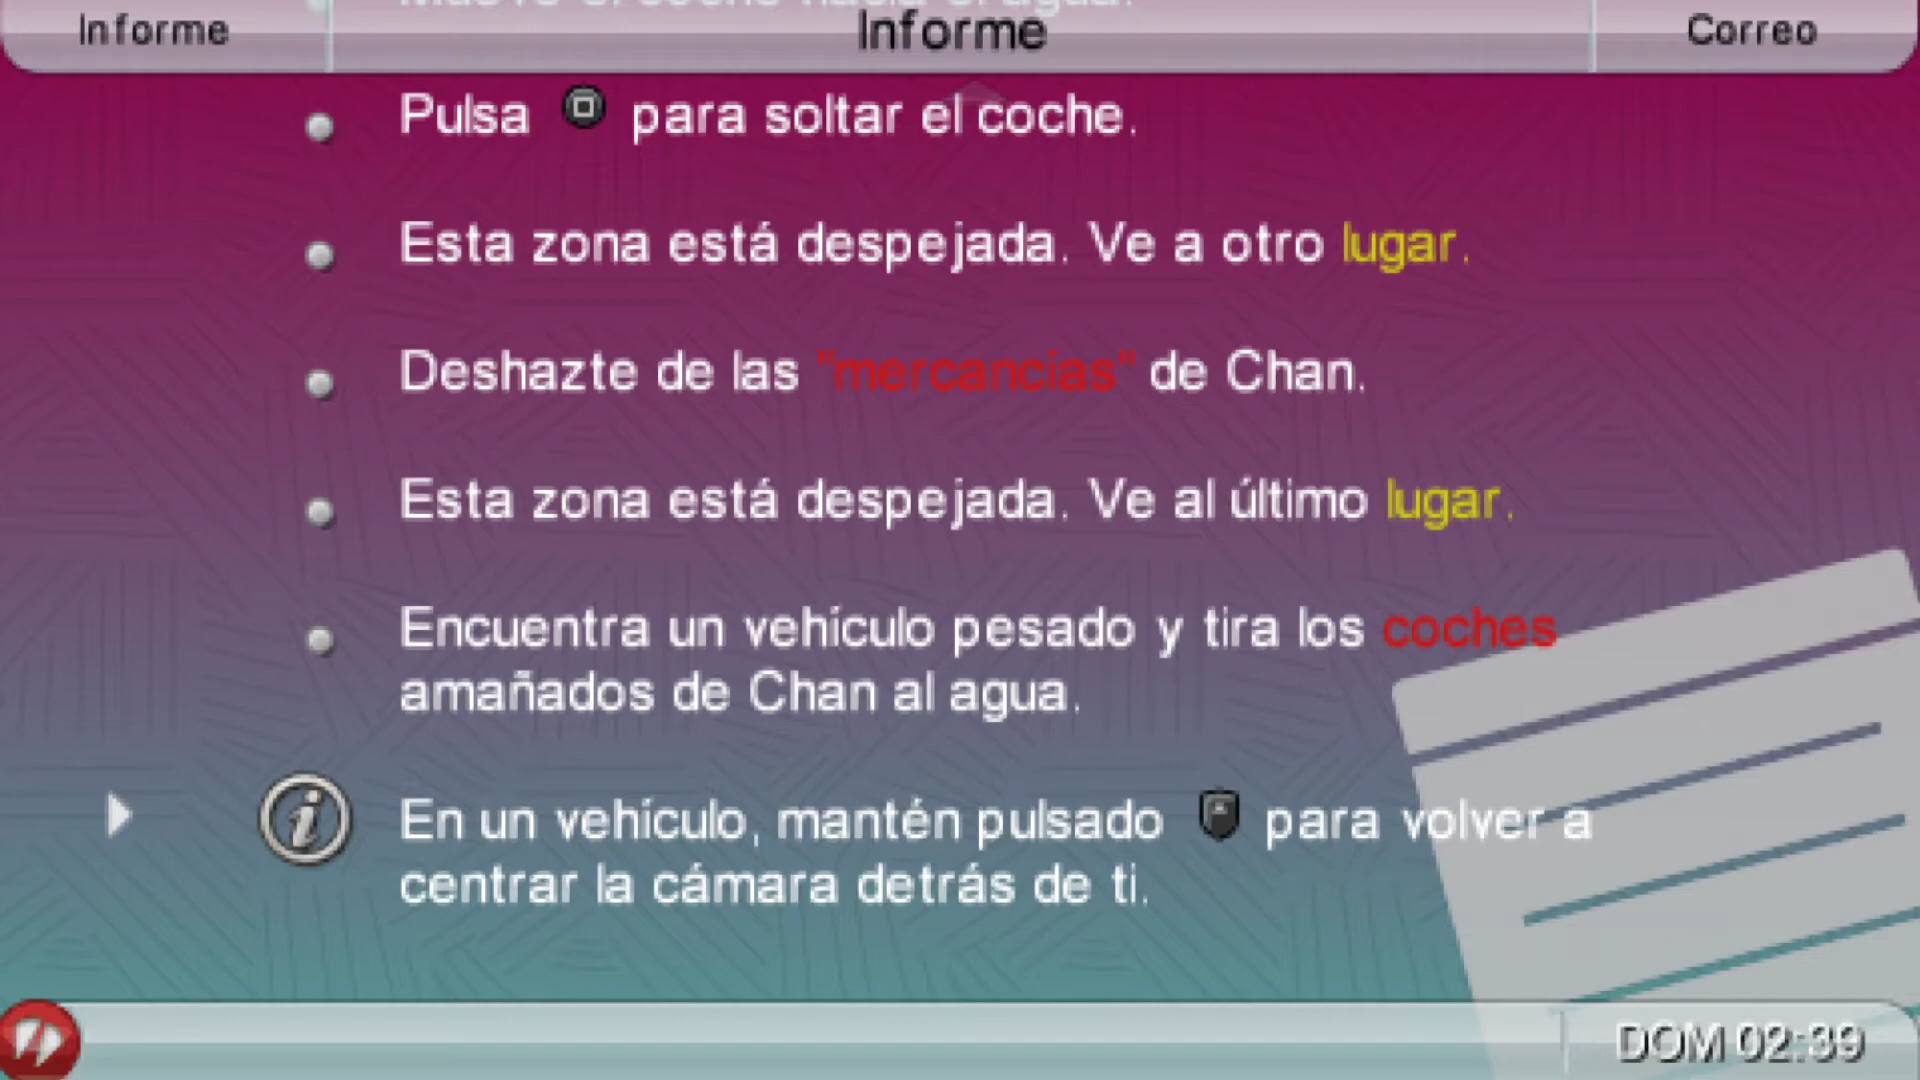 Informe
Informe
Correo
Pulsa para soltar el coche.
Esta zona está despejada. Ve a otro lugar.
Deshazte de las "mercancías" de Chan.
Esta zona está despejada. Ve al último lugar.
Encuentra un vehículo pesado y tira los coches
amañados de Chan al agua.
En un vehículo, mantén pulsado para volver a
centrar la cámara detrás de ti.
DOM 02:39